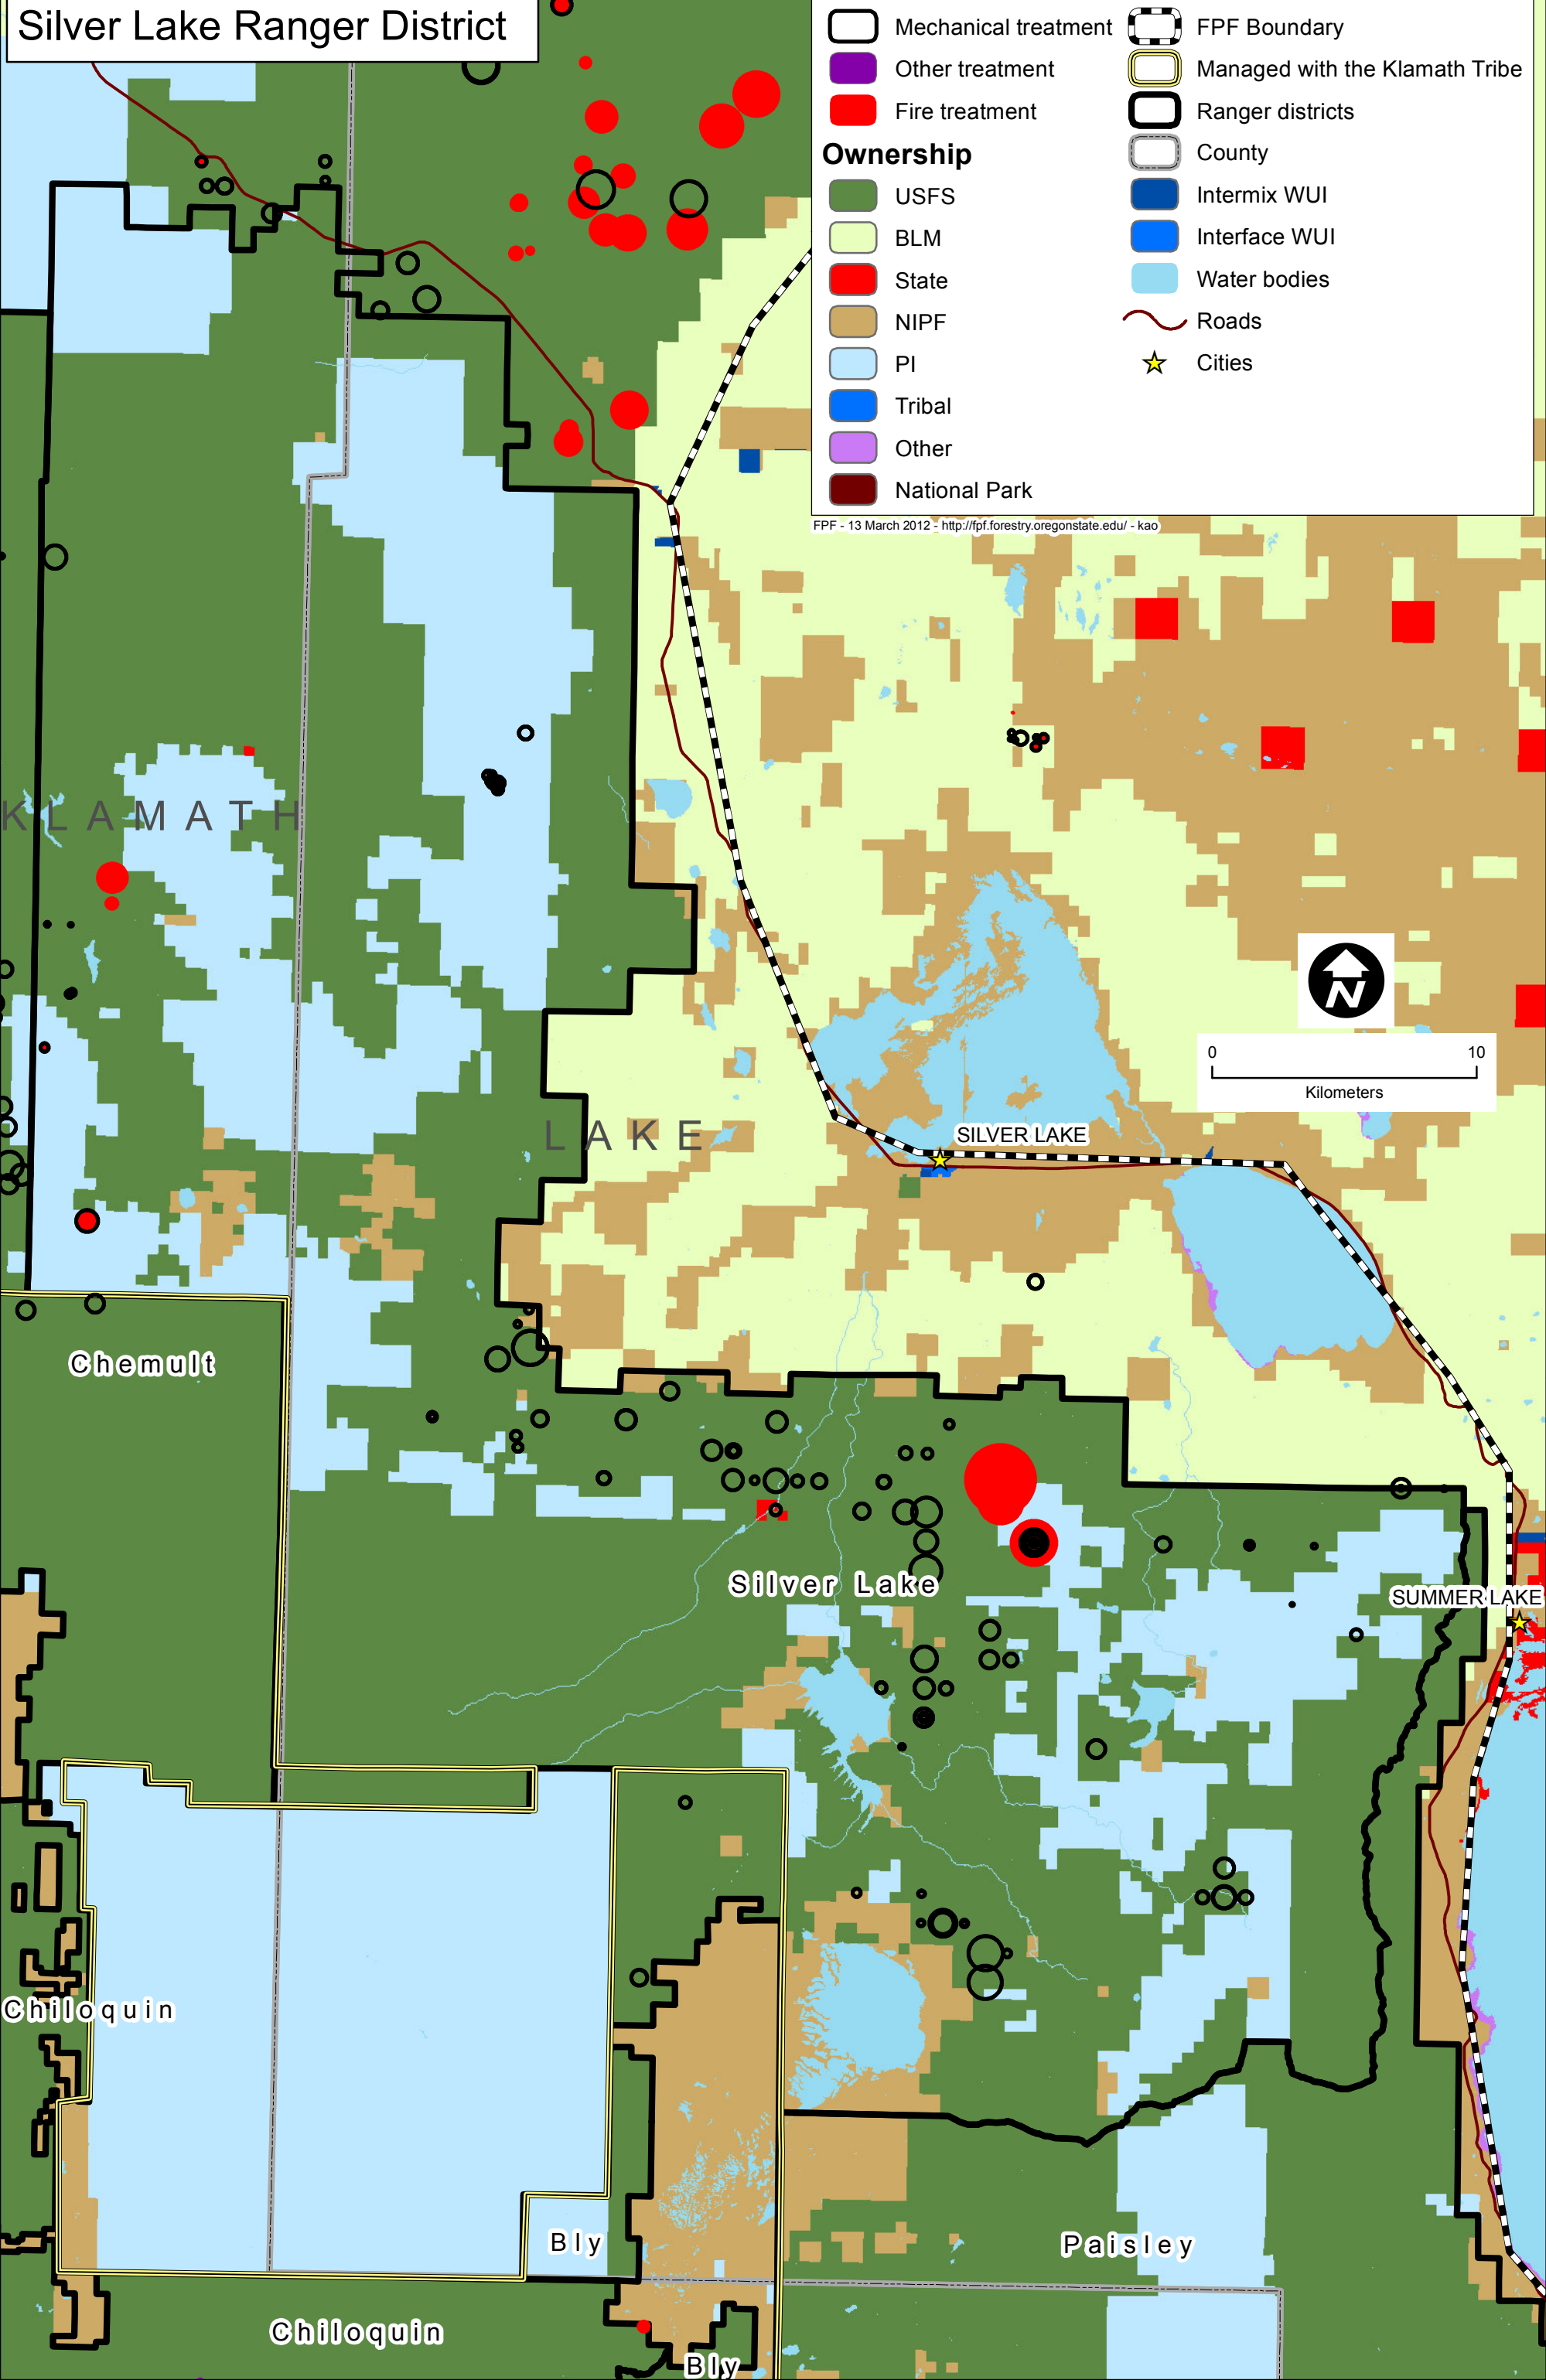 Silver Lake Ranger District
Mechanical treatment
Other treatment
Fire treatment
Ownership
USFS
BLM
State
NIPF
PI
Tribal
Other
National Park
FPF Boundary
Managed with the Klamath Tribe
Ranger districts
County
Intermix WUI
Interface WUI
Water bodies
Roads
Cities
FPF - 13 March 2012 - http://fpf.forestry.oregonstate.edu/ - kao
KLAMATH
N
0 10
Kilometers
LAKE
SILVER LAKE
Chemult
Silver Lake
SUMMER LAKE
Chiloquin
Bly
Paisley
Chiloquin
Bly